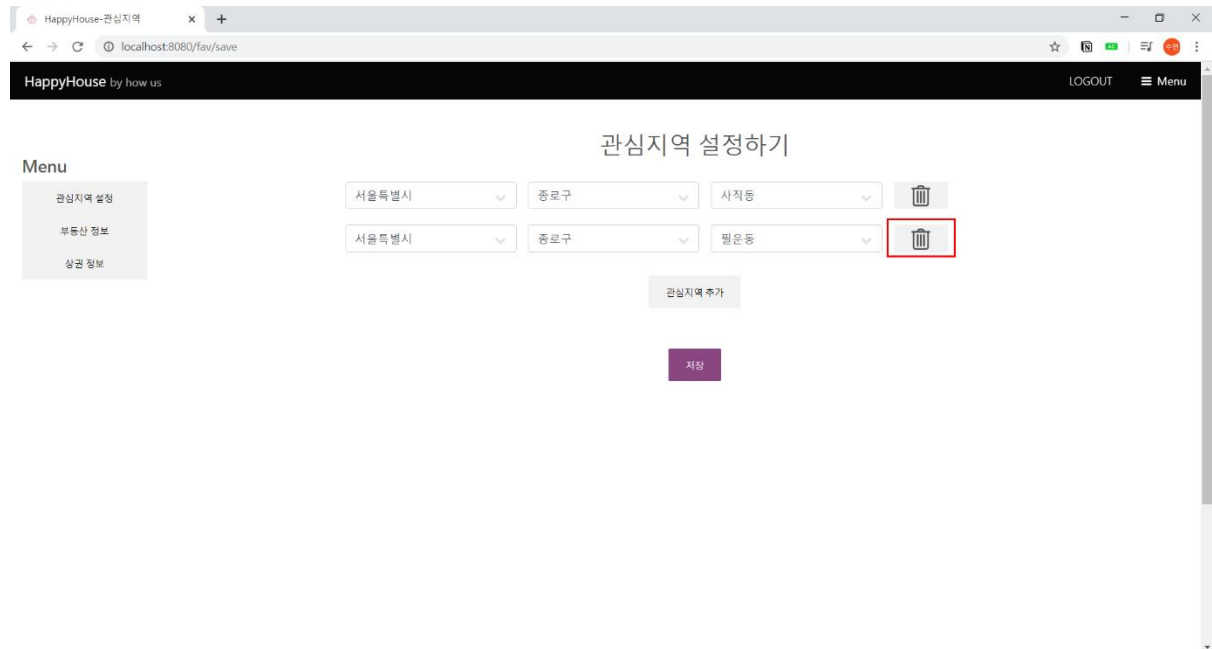 HappyHouse-관심지역
localhost:8080/fav/save
수현
HappyHouse by how us
LOGOUT
Menu
관심지역 설정하기
Menu
관심지역 설정
부동산 정보
상권 정보
서울특별시 종로구 사직동
서울특별시 종로구 필운동
관심지역 추가
저장